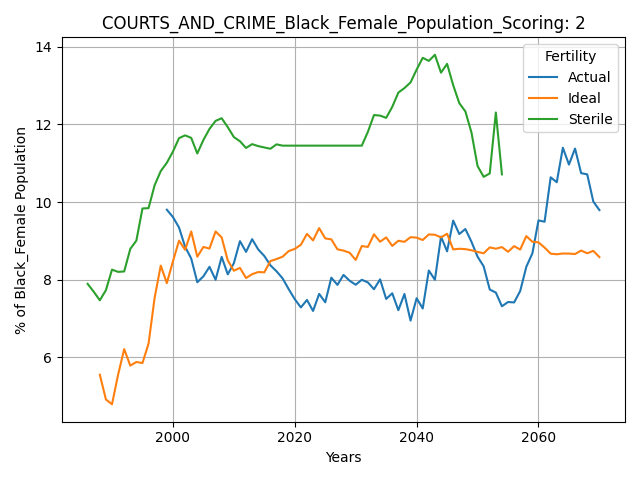 COURTS_AND_CRIME_Black_Female_Population_Scoring: 2
14
12
10
8
6
% of Black_Female Population
Fertility
Actual
Ideal
Sterile
2000
2020
2040
2060
Years